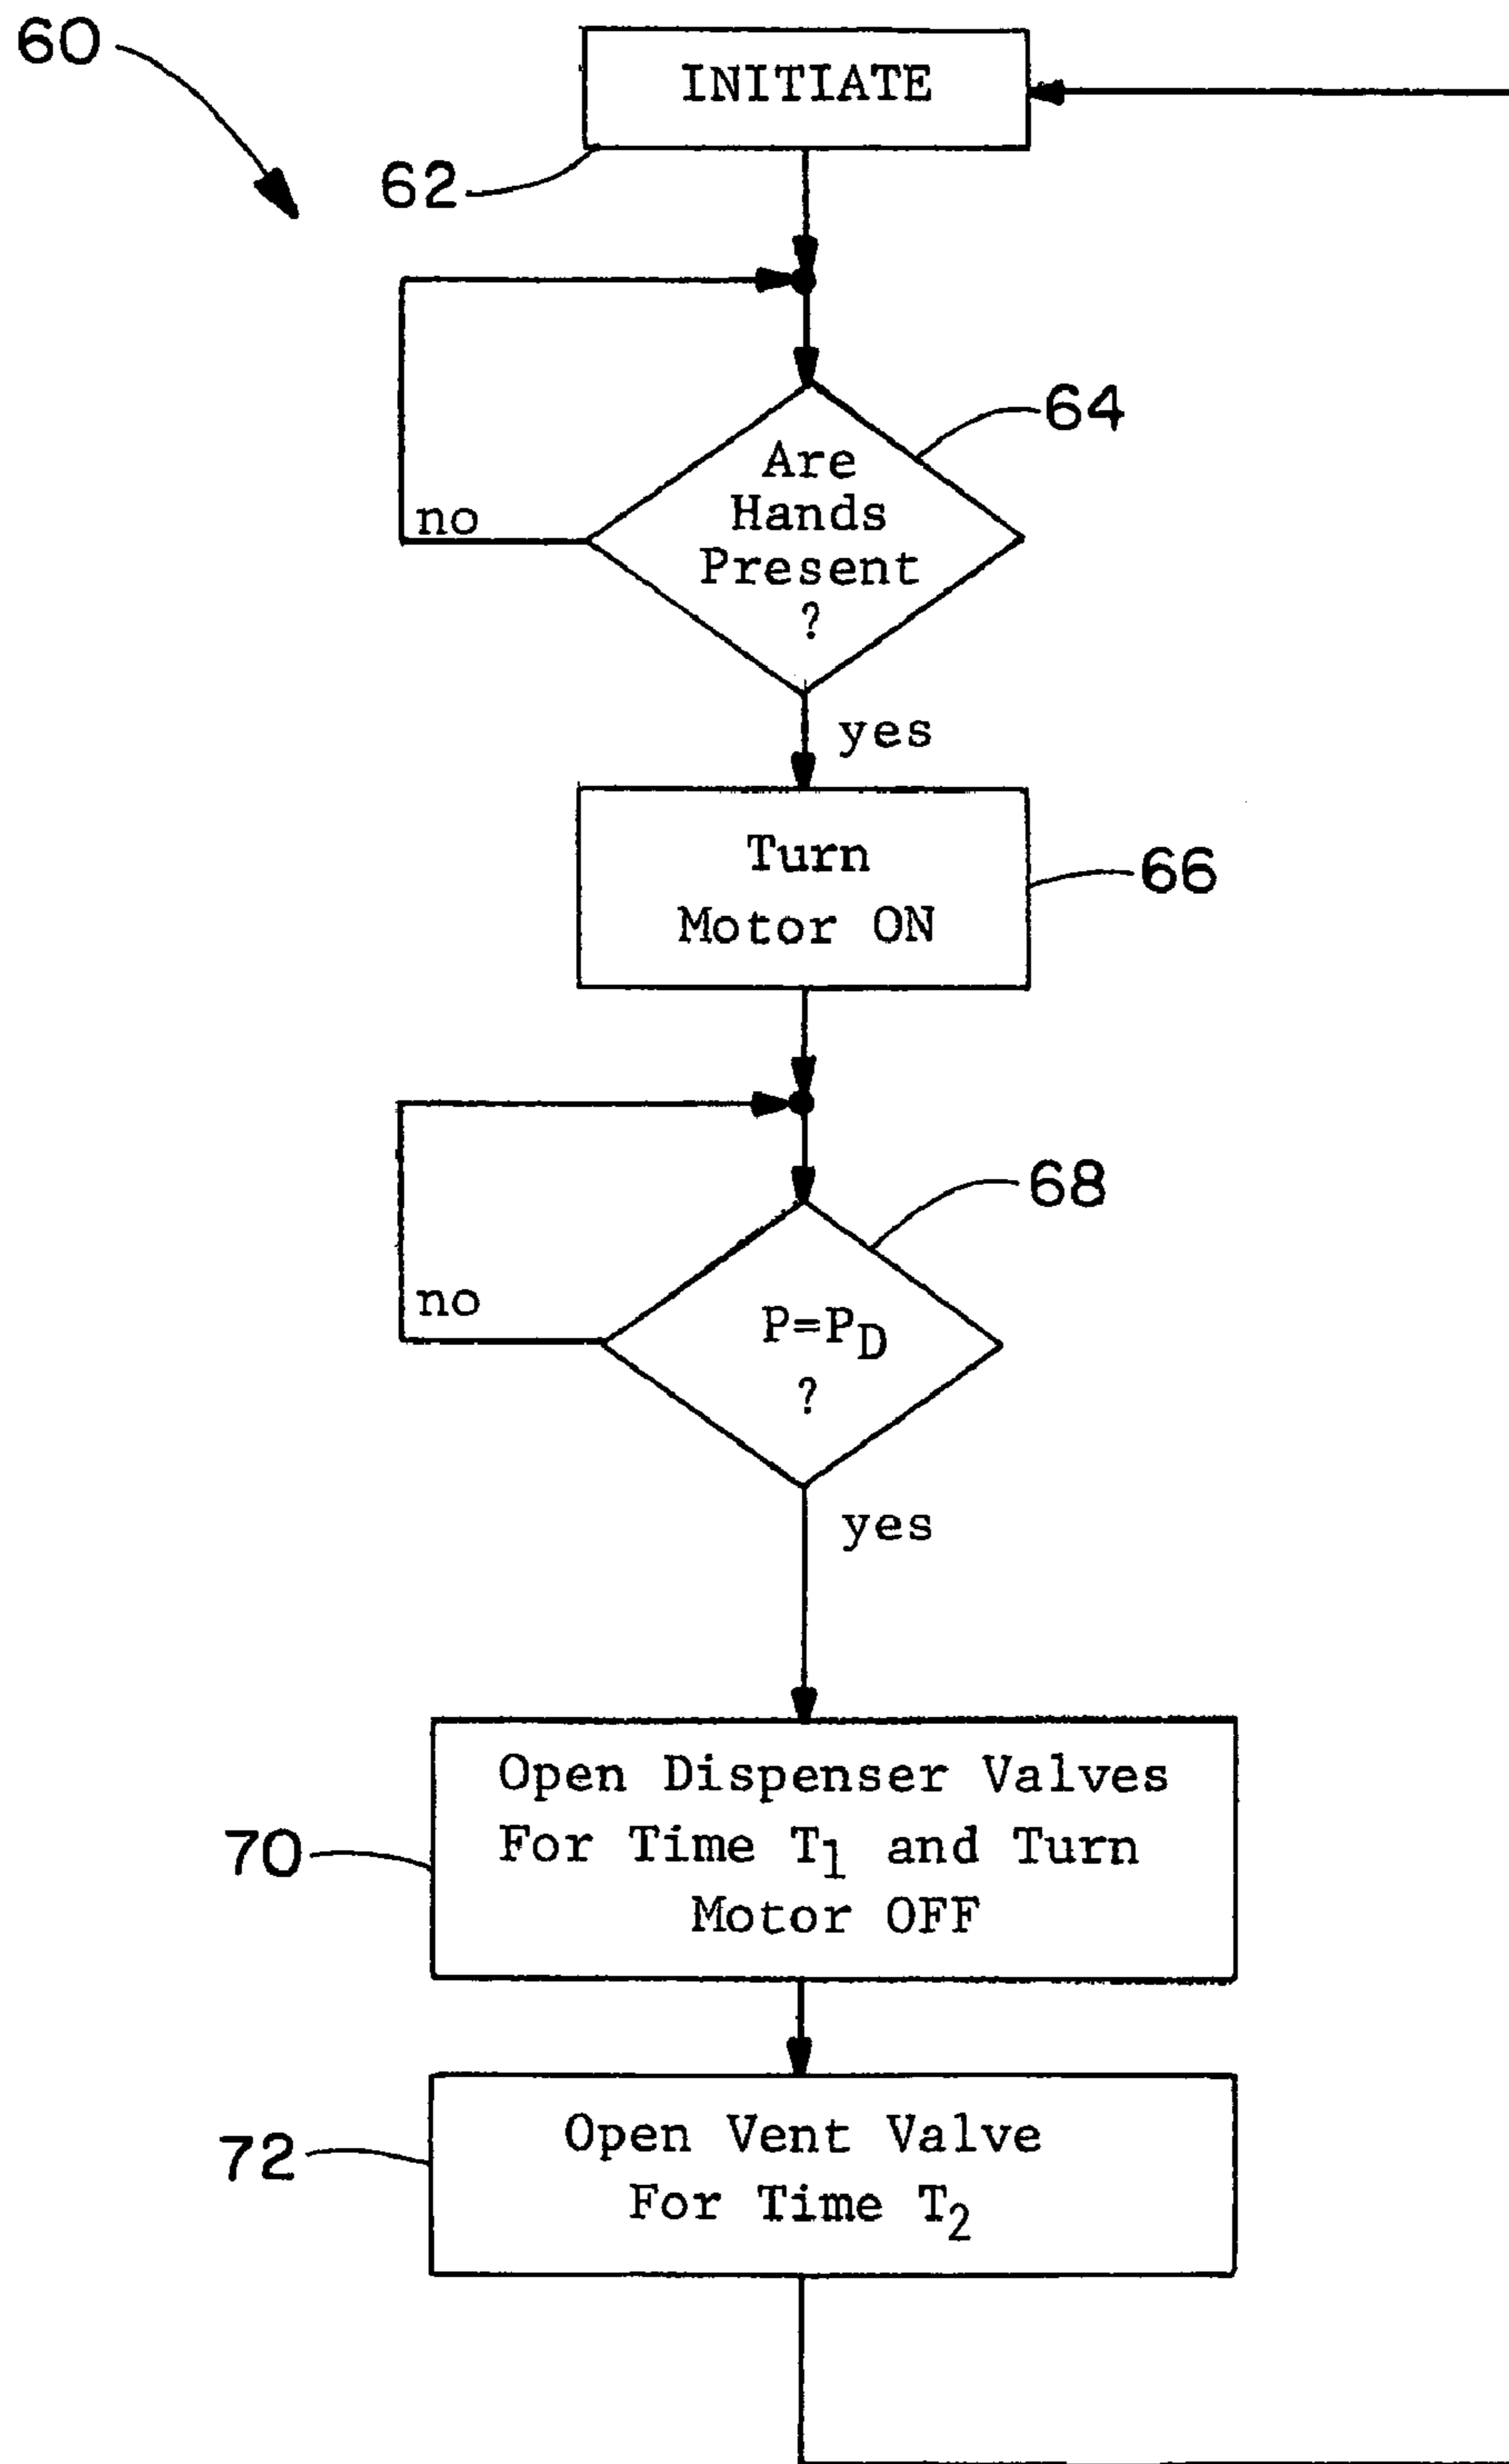 60
INITIATE
62
64
Are
Hands
Present
?
no
yes
Turn
Motor ON
66
68
P=P_D
?
no
yes
70
Open Dispenser Valves
For Time T₁ and Turn
Motor OFF
72
Open Vent Valve
For Time T₂